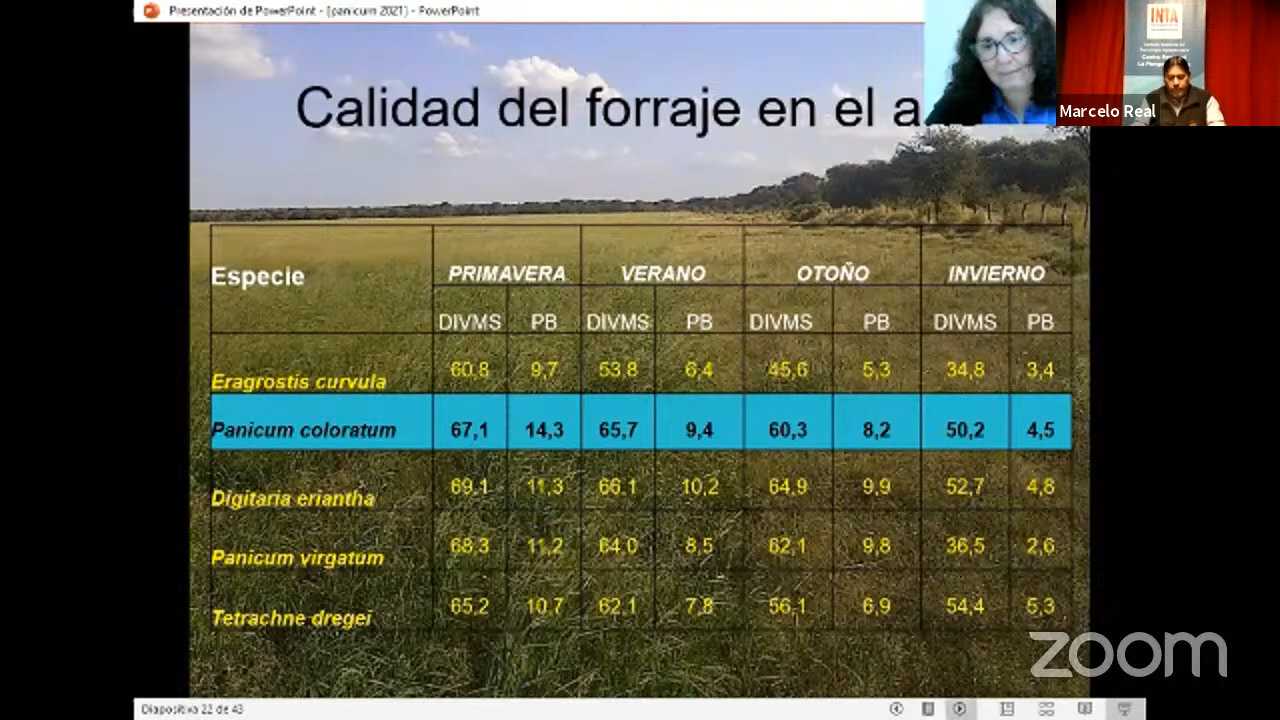 Presentación de PowerPoint - [panicum 2021] - PowerPoint
INTA
Marcelo Real
Calidad del forraje en el a
Especie PRIMAVERA VERANO OTOÑO INVIERNO
DIVMS PB DIVMS PB DIVMS PB DIVMS PB
Eragrostis curvula 60,8 9,7 53,8 6,4 45,6 5,3 34,8 3,4
Panicum coloratum 67,1 14,3 65,7 9,4 60,3 8,2 50,2 4,5
Digitaria eriantha 69,1 11,3 66,1 10,2 64,9 9,9 52,7 4,8
Panicum virgatum 68,3 11,2 64,0 8,5 62,1 9,8 36,5 2,6
Tetrachne dregei 65,2 10,7 62,1 7,8 56,1 6,9 54,4 5,3
zoom
Diapositiva 22 de 43